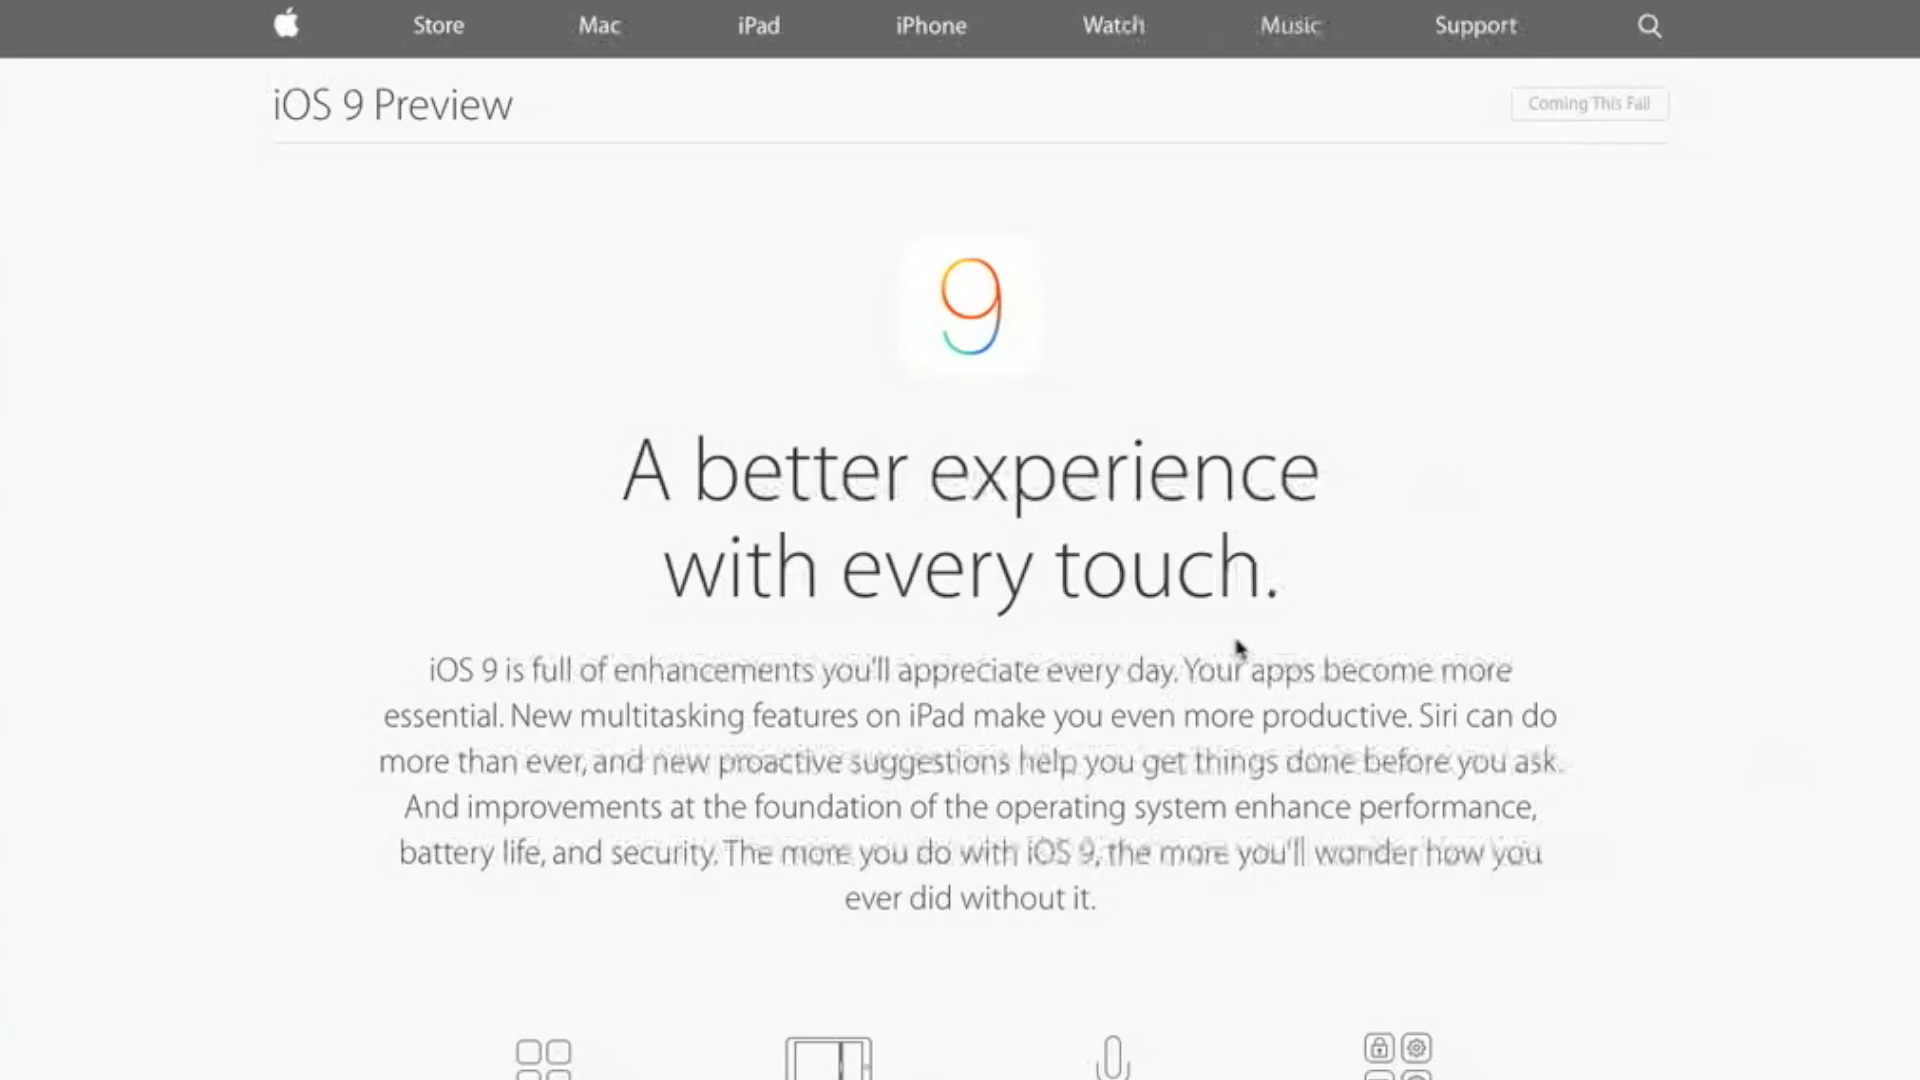 Store Mac iPad iPhone Watch Music Support
iOS 9 Preview
Coming This Fall
9
A better experience
with every touch.
iOS 9 is full of enhancements you'll appreciate every day. Your apps become more
essential. New multitasking features on iPad make you even more productive. Siri can do
more than ever, and new proactive suggestions help you get things done before you ask.
And improvements at the foundation of the operating system enhance performance,
battery life, and security. The more you do with iOS 9, the more you'll wonder how you
ever did without it.